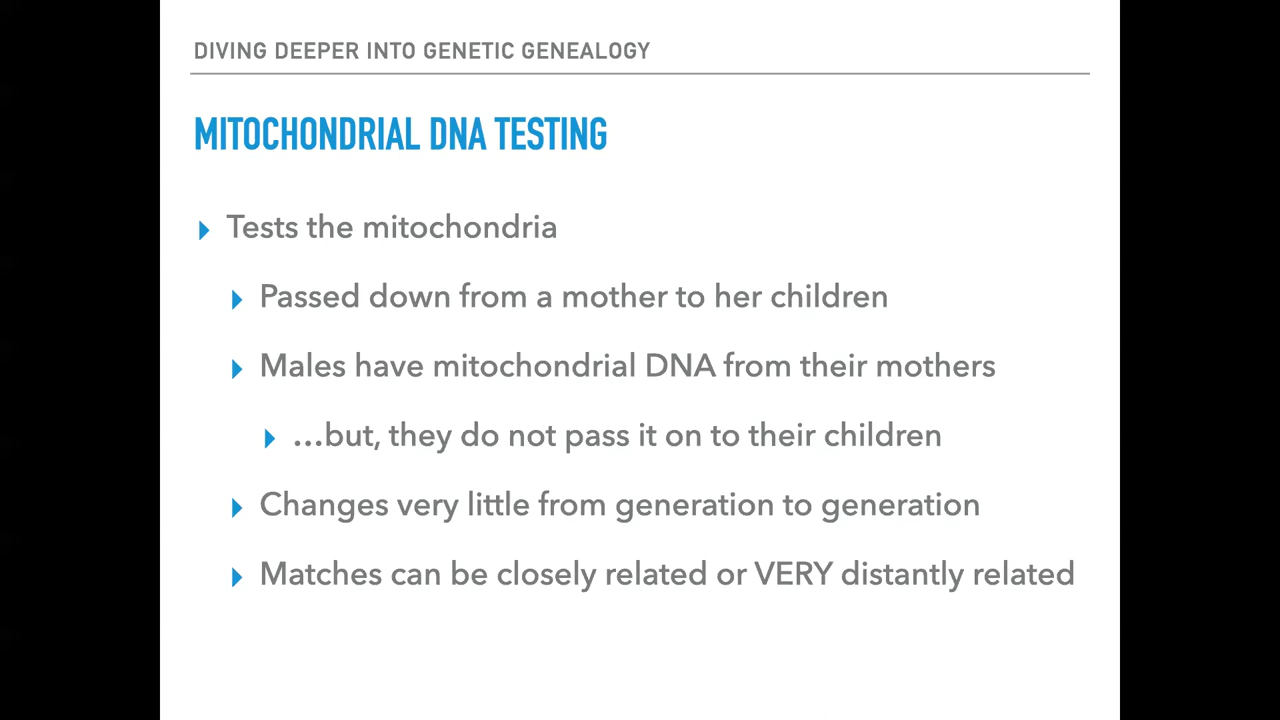 DIVING DEEPER INTO GENETIC GENEALOGY
MITOCHONDRIAL DNA TESTING
Tests the mitochondria
Passed down from a mother to her children
Males have mitochondrial DNA from their mothers
...but, they do not pass it on to their children
Changes very little from generation to generation
Matches can be closely related or VERY distantly related